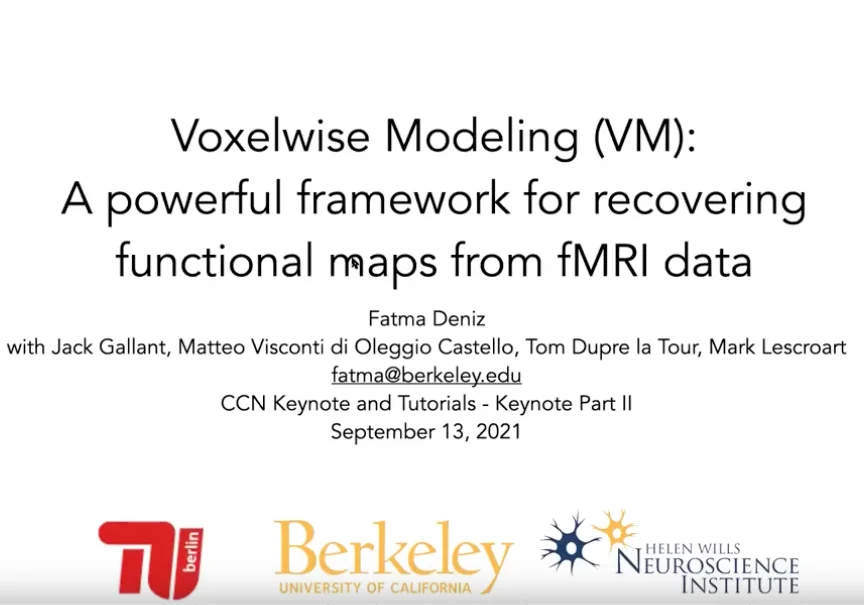 Voxelwise Modeling (VM):
A powerful framework for recovering
functional maps from fMRI data
Fatma Deniz
with Jack Gallant, Matteo Visconti di Oleggio Castello, Tom Dupre la Tour, Mark Lescroart
fatma@berkeley.edu
CCN Keynote and Tutorials - Keynote Part II
September 13, 2021
TU berlin
Berkeley
UNIVERSITY OF CALIFORNIA
HELEN WILLS
NEUROSCIENCE
INSTITUTE